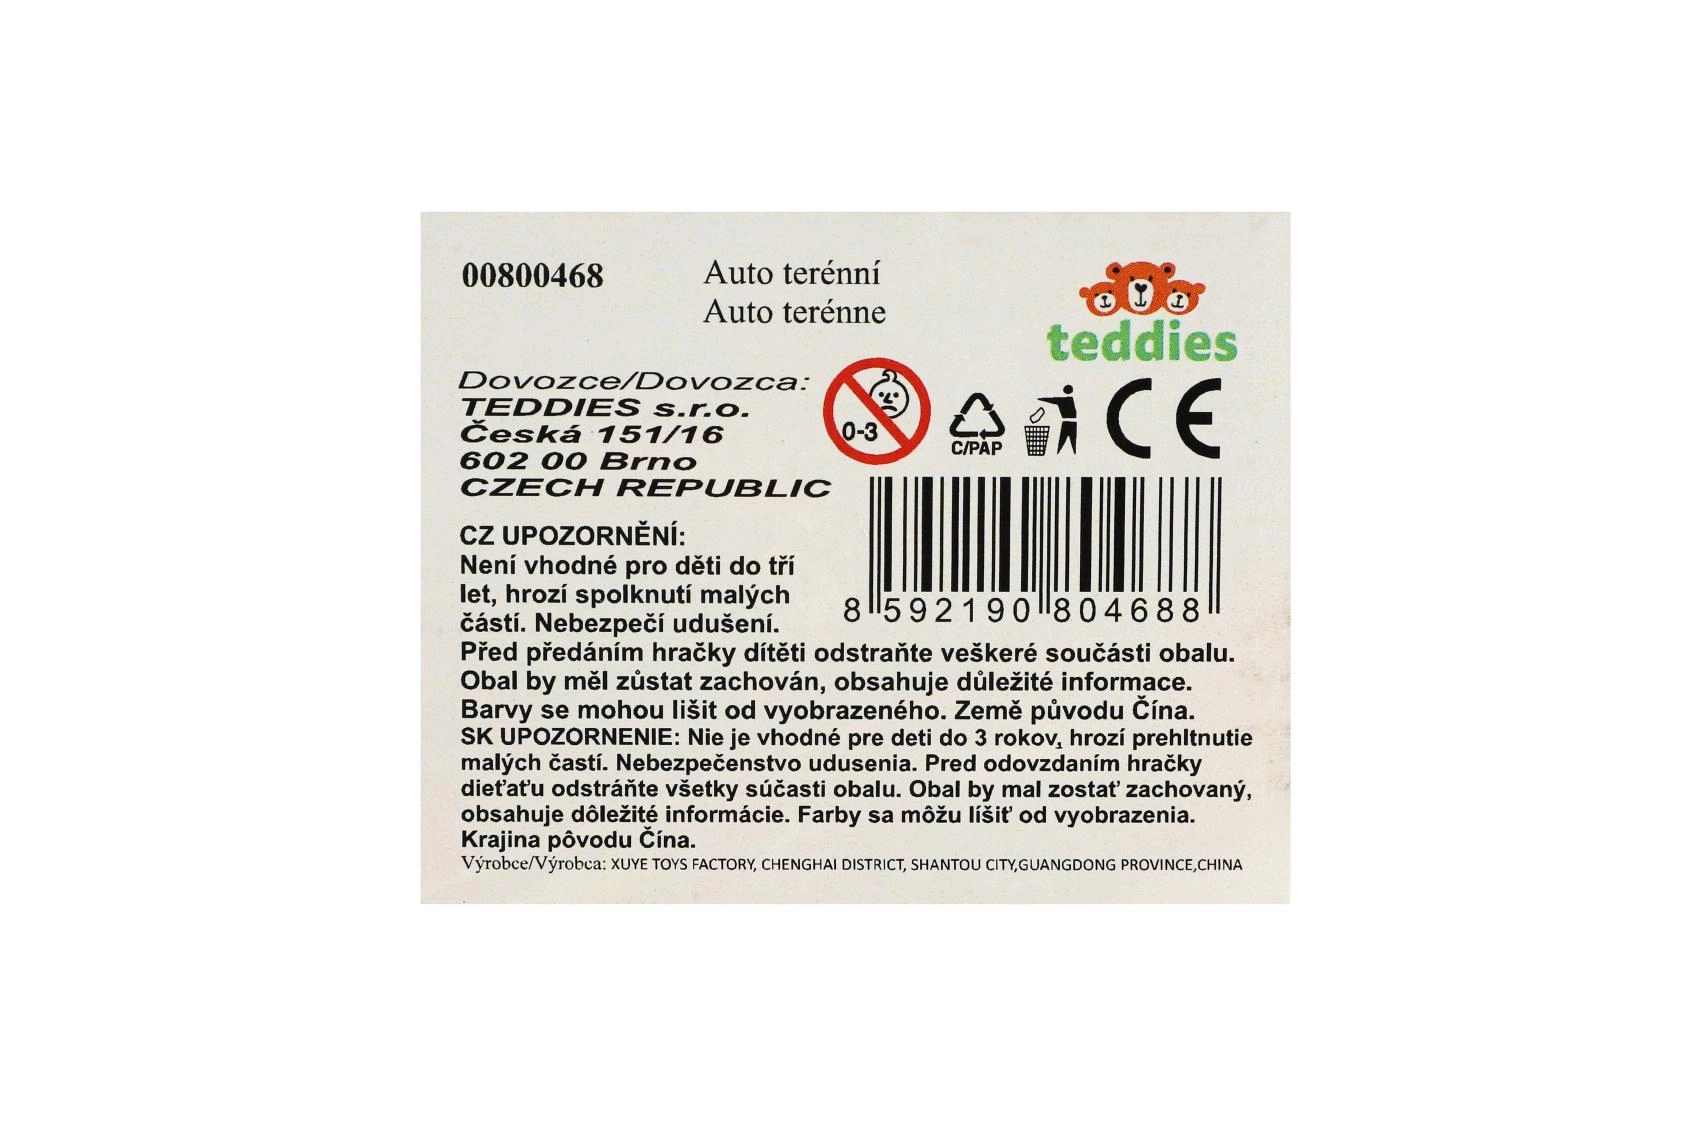 00800468
Auto terénní
Auto terénne
teddies
Dovozce/Dovozca:
TEDDIES s.r.o.
Česká 151/16
602 00 Brno
CZECH REPUBLIC
0-3
C/PAP
CE
8 592190 804688
CZ UPOZORNĚNÍ:
Není vhodné pro děti do tří
let, hrozí spolknutí malých
částí. Nebezpečí udušení.
Před předáním hračky dítěti odstraňte veškeré součásti obalu.
Obal by měl zůstat zachován, obsahuje důležité informace.
Barvy se mohou lišit od vyobrazeného. Země původu Čína.
SK UPOZORNENIE: Nie je vhodné pre deti do 3 rokov, hrozí prehltnutie
malých častí. Nebezpečenstvo udusenia. Pred odovzdaním hračky
dieťaťu odstráňte všetky súčasti obalu. Obal by mal zostať zachovaný,
obsahuje dôležité informácie. Farby sa môžu líšiť od vyobrazenia.
Krajina pôvodu Čína.
Výrobce/Výrobca: XUYE TOYS FACTORY, CHENGHAI DISTRICT, SHANTOU CITY,GUANGDONG PROVINCE,CHINA